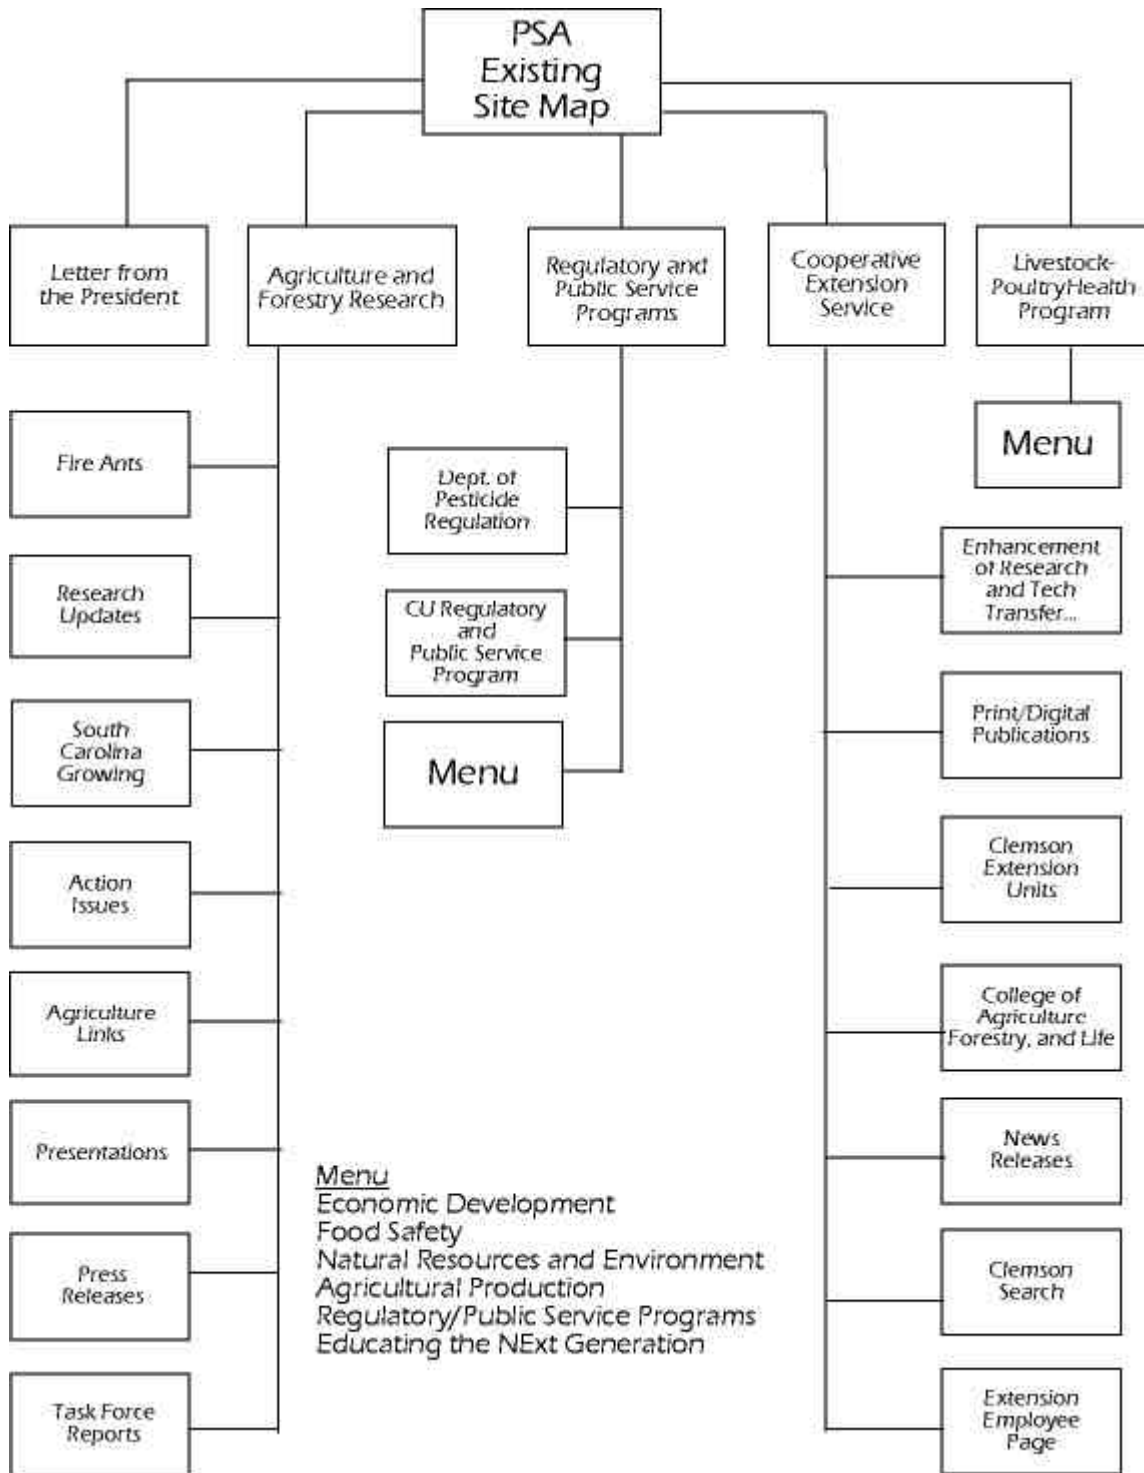 PSA
Existing
Site Map
Letter from
the President
Agriculture and
Forestry Research
Regulatory and
Public Service
Programs
Cooperative
Extension
Service
Livestock-
PoultryHealth
Program
Fire Ants
Research
Updates
South
Carolina
Growing
Action
Issues
Agriculture
Links
Presentations
Press
Releases
Task Force
Reports
Dept. of
Pesticide
Regulation
CU Regulatory
and
Public Service
Program
Menu
Menu
Enhancement
of Research
and Tech
Transfer...
Print/Digital
Publications
Clemson
Extension
Units
College of
Agriculture
Forestry, and Life
News
Releases
Clemson
Search
Extension
Employee
Page
Menu
Economic Development
Food Safety
Natural Resources and Environment
Agricultural Production
Regulatory/Public Service Programs
Educating the NExt Generation